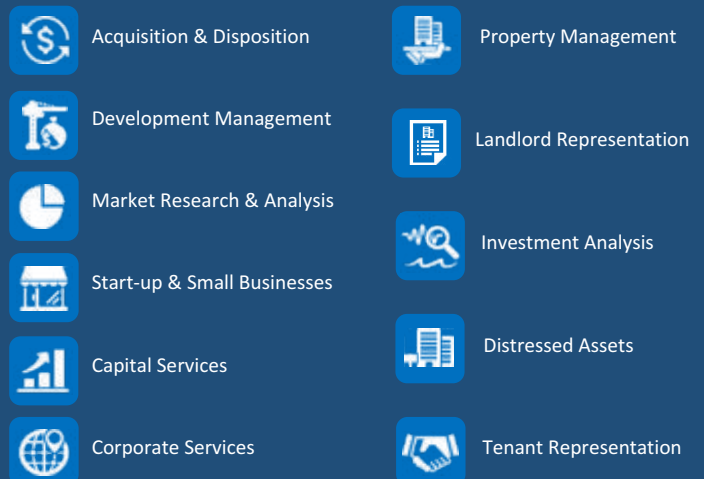 Acquisition & Disposition
Development Management
Market Research & Analysis
Start-up & Small Businesses
Capital Services
Corporate Services
Property Management
Landlord Representation
Investment Analysis
Distressed Assets
Tenant Representation